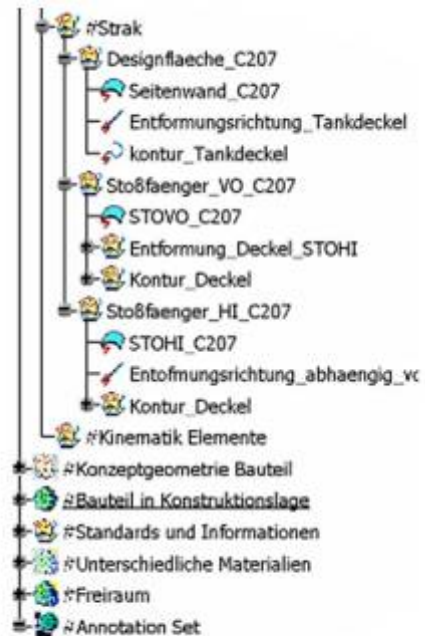 #Strak
Designflaeche_C207
Seitenwand_C207
Entformungsrichtung_Tankdeckel
kontur_Tankdeckel
Stoßfaenger_VO_C207
STOVO_C207
Entformung_Deckel_STOHI
Kontur_Deckel
Stoßfaenger_HI_C207
STOHI_C207
Entofmungsrichtung_abhaengig_vo
Kontur_Deckel
#Kinematik Elemente
#Konzeptgeometrie Bauteil
#Bauteil in Konstruktionslage
#Standards und Informationen
#Unterschiedliche Materialien
#Freiraum
#Annotation Set